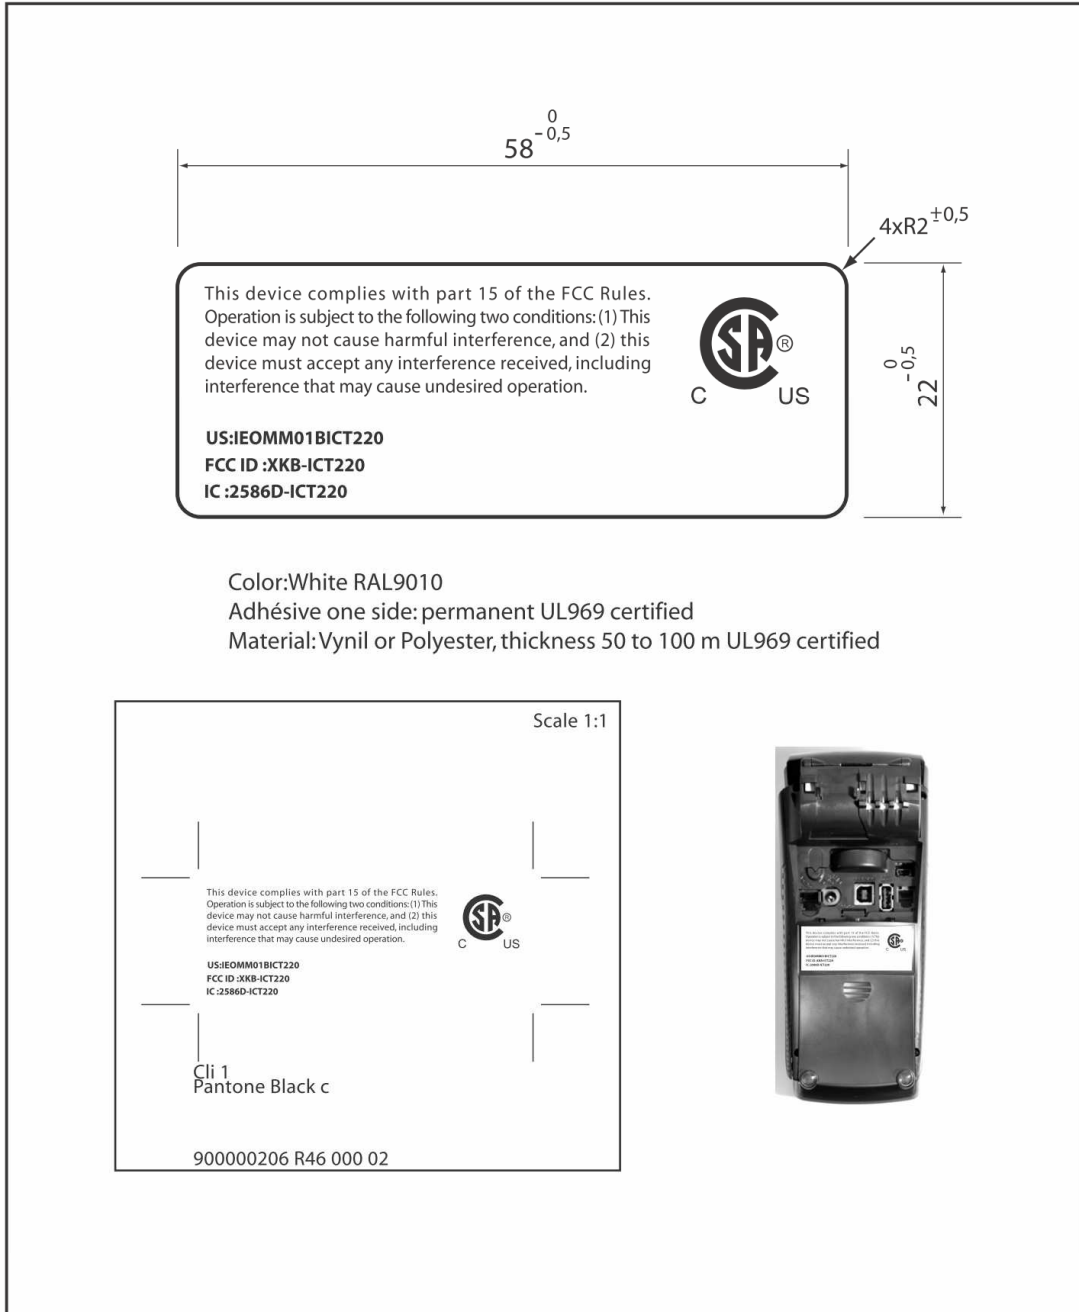 0
58 - 0,5
4xR2 ±0,5
This device complies with part 15 of the FCC Rules.
Operation is subject to the following two conditions: (1) This
device may not cause harmful interference, and (2) this
device must accept any interference received, including
interference that may cause undesired operation.
CSA ®
C US
US:IEOMM01BICT220
FCC ID :XKB-ICT220
IC :2586D-ICT220
0
22 - 0,5
Color:White RAL9010
Adhésive one side: permanent UL969 certified
Material: Vynil or Polyester, thickness 50 to 100 m UL969 certified
Scale 1:1
This device complies with part 15 of the FCC Rules.
Operation is subject to the following two conditions: (1) This
device may not cause harmful interference, and (2) this
device must accept any interference received, including
interference that may cause undesired operation.
CSA ®
C US
US:IEOMM01BICT220
FCC ID :XKB-ICT220
IC :2586D-ICT220
Cli 1
Pantone Black c
900000206 R46 000 02